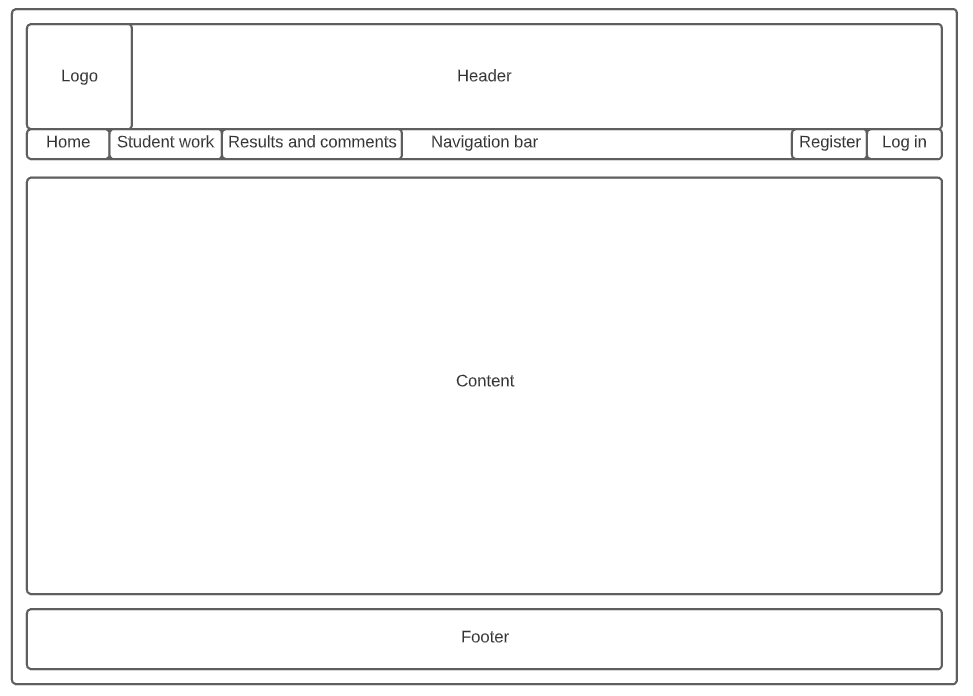 Logo
Header
Home
Student work
Results and comments
Navigation bar
Register
Log in
Content
Footer